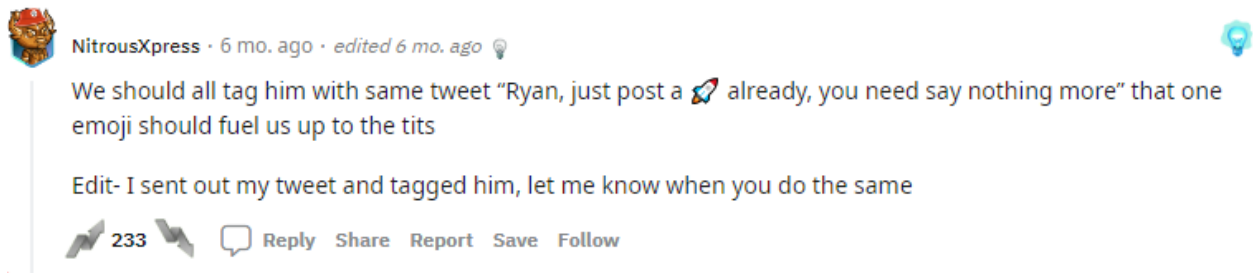 NitrousXpress · 6 mo. ago · edited 6 mo. ago
We should all tag him with same tweet “Ryan, just post a 🚀 already, you need say nothing more” that one
emoji should fuel us up to the tits
Edit- I sent out my tweet and tagged him, let me know when you do the same
233 Reply Share Report Save Follow